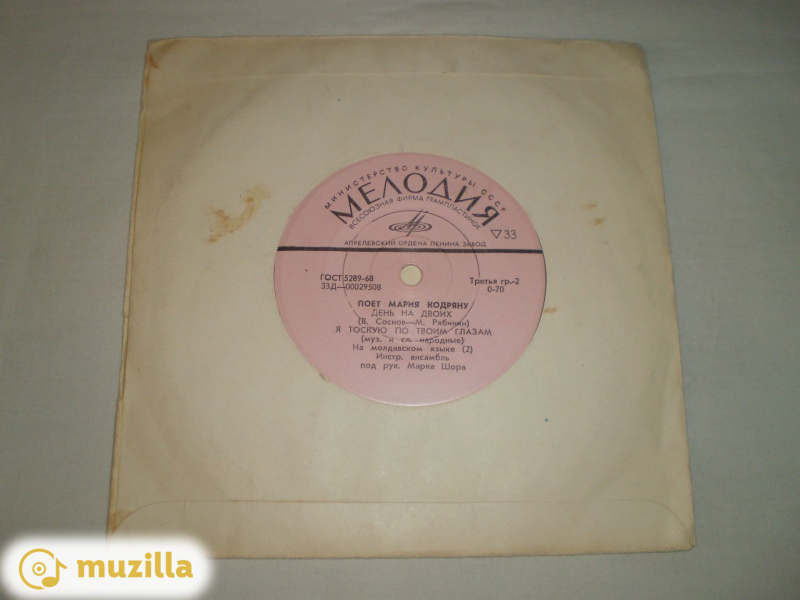 МИНИСТЕРСТВО КУЛЬТУРЫ СССР
МЕЛОДИЯ
ВСЕСОЮЗНАЯ ФИРМА ГРАМПЛАСТИНОК
▽33
АПРЕЛЕВСКИЙ ОРДЕНА ЛЕНИНА ЗАВОД
ГОСТ 5289-68 Третья гр.-2
33Д—00029508 0-70
ПОЕТ МАРИЯ КОДРЯНУ
ДЕНЬ НА ДВОИХ
(В. Соснов—М. Рябинин)
Я ТОСКУЮ ПО ТВОИМ ГЛАЗАМ
(муз. и сл. народные)
На молдавском языке (2)
Инстр. ансамбль
под рук. Марка Шора
muzilla